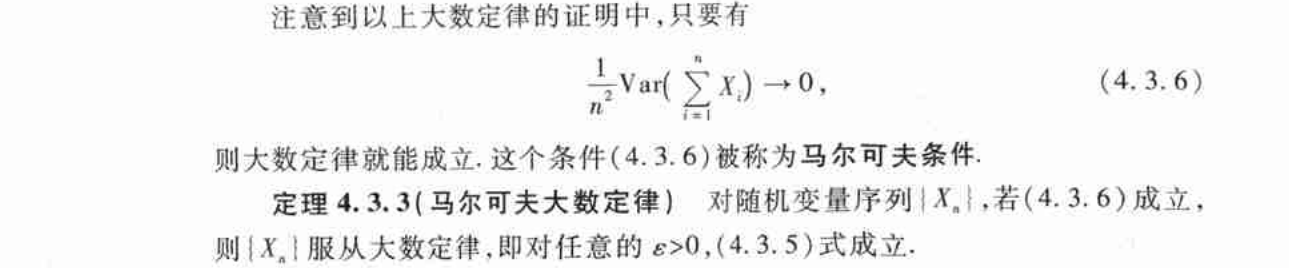 注意到以上大数定律的证明中,只要有
$\frac{1}{n^2}\mathrm{Var}\left(\sum_{i=1}^{n} X_i\right) \to 0,$ (4.3.6)
则大数定律就能成立.这个条件(4.3.6)被称为马尔可夫条件.
定理 4.3.3(马尔可夫大数定律) 对随机变量序列{X_n},若(4.3.6)成立,
则{X_n}服从大数定律,即对任意的 ε>0,(4.3.5)式成立.